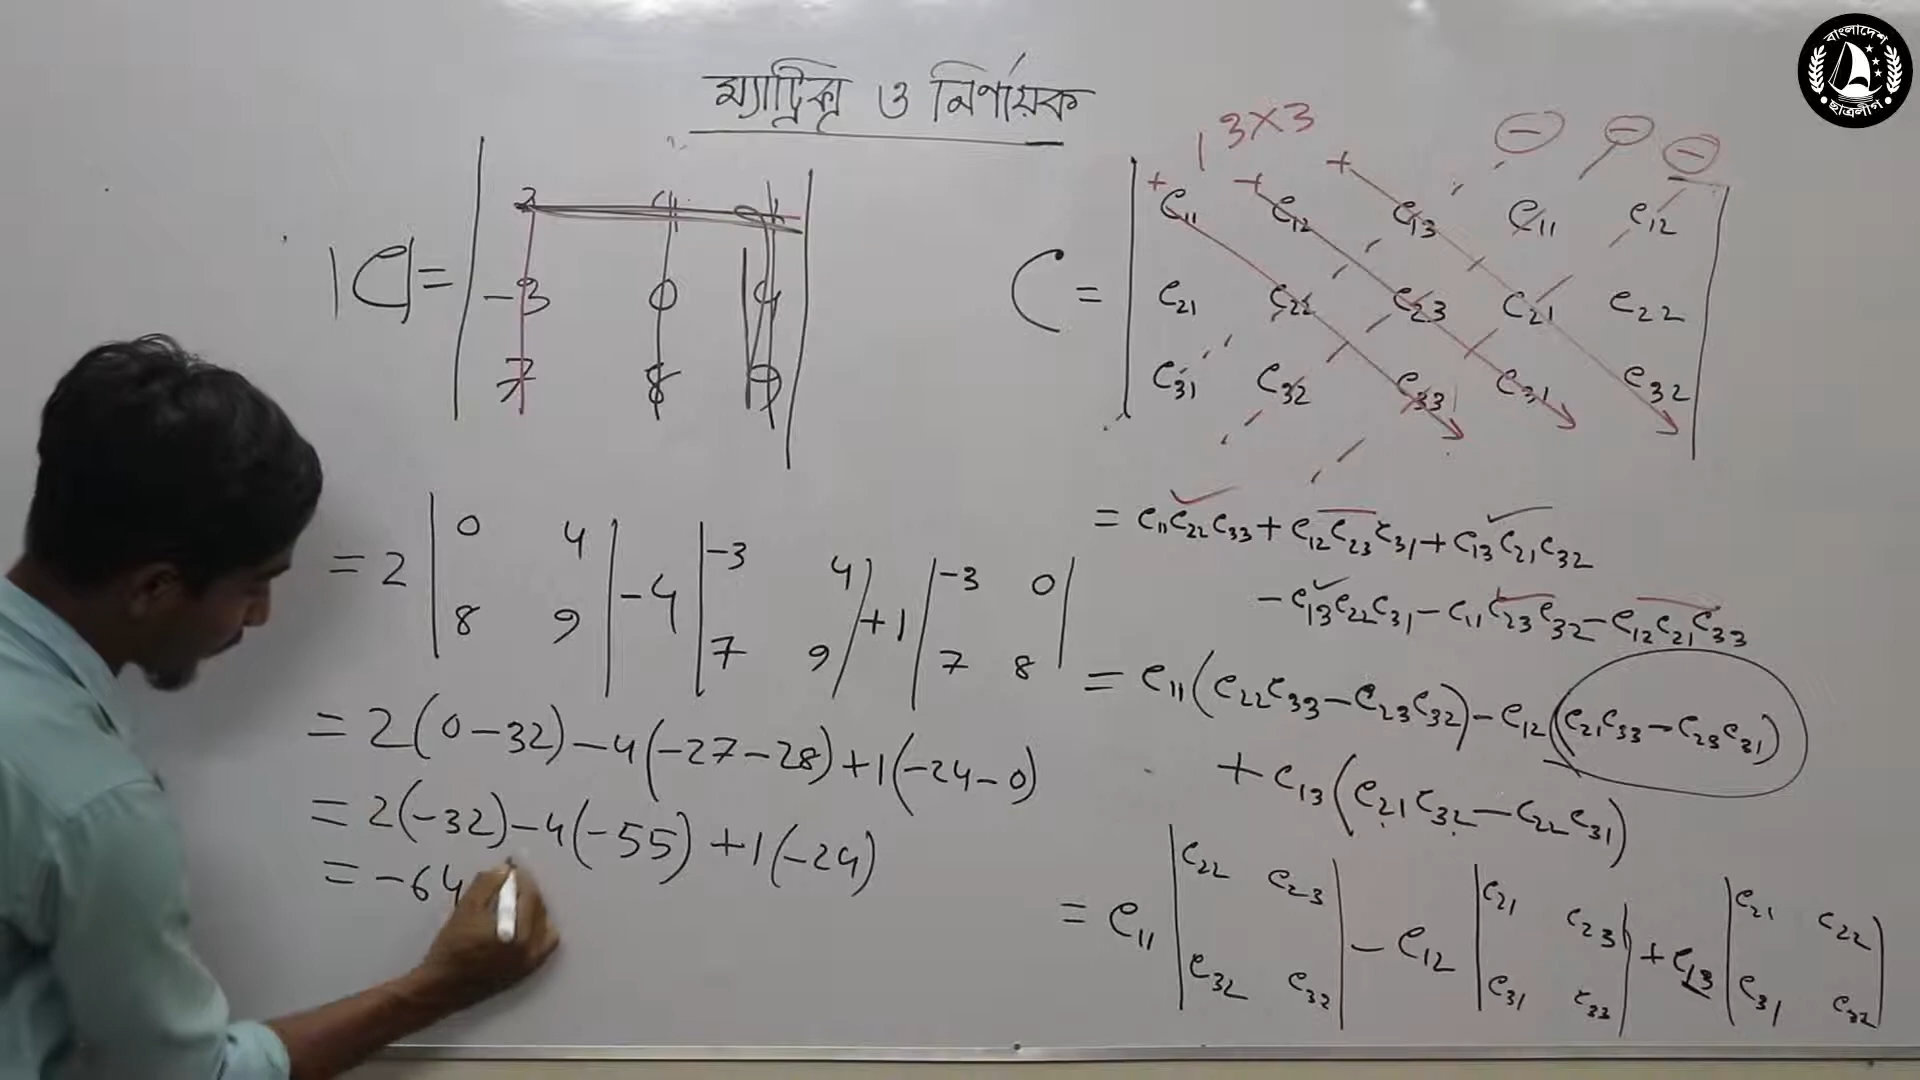 ম্যাট্রিক্স ও নির্ণায়ক
বাংলাদেশ
ছাত্রলীগ
|C| = | 2 4 1 |
-3 0 4
7 8 9
= 2 | 0 4 | - 4 | -3 4 | + 1 | -3 0 |
8 9 7 9 7 8
= 2(0-32) - 4(-27-28) + 1(-24-0)
= 2(-32) - 4(-55) + 1(-24)
= -64
3×3
+ + + - - -
C = | c11 c12 c13 c11 c12 |
c21 c22 c23 c21 c22
c31 c32 c33 c31 c32
= c11c22c33 + c12c23c31 + c13c21c32
- c13c22c31 - c11c23c32 - c12c21c33
= c11(c22c33 - c23c32) - c12(c21c33 - c23c31)
+ c13(c21c32 - c22c31)
= c11 | c22 c23 | - c12 | c21 c23 | + c13 | c21 c22 |
c32 c32 c31 c33 c31 c32